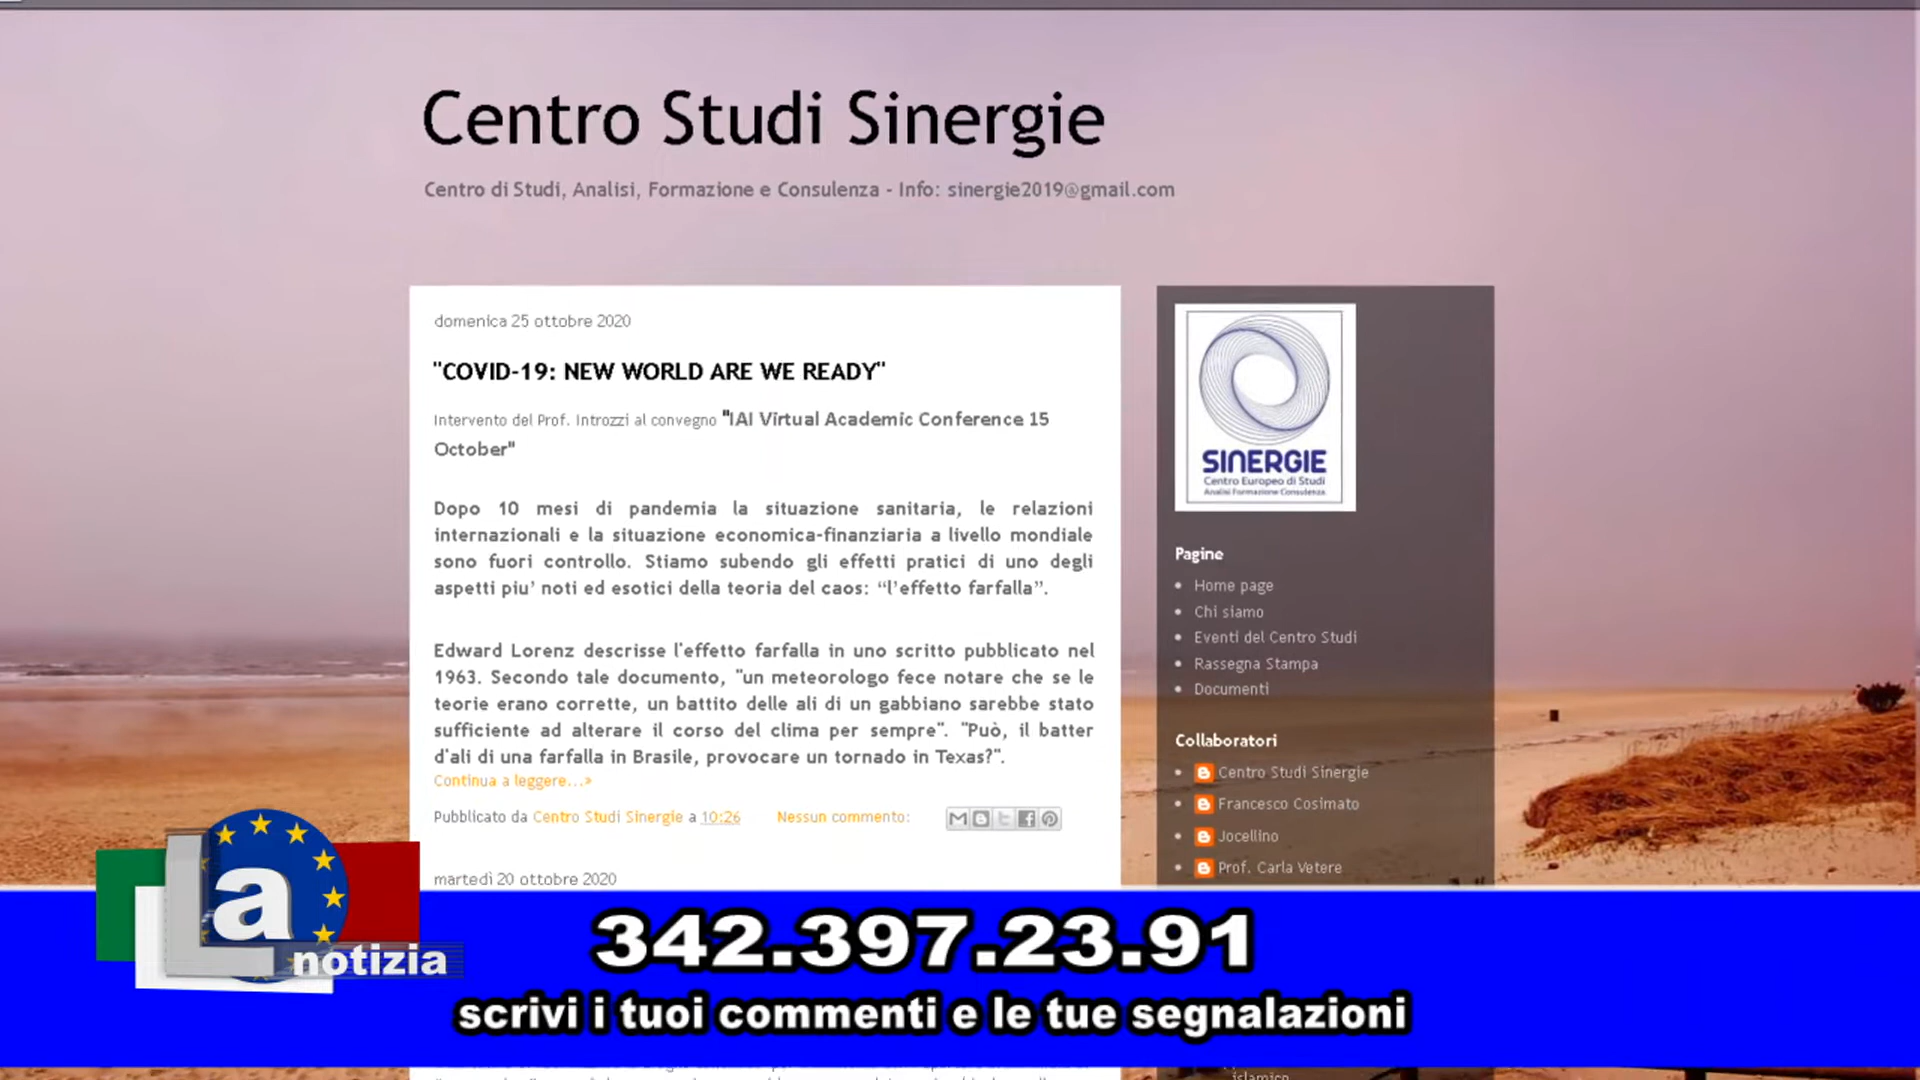 Centro Studi Sinergie
Centro di Studi, Analisi, Formazione e Consulenza - Info: sinergie2019@gmail.com
domenica 25 ottobre 2020
"COVID-19: NEW WORLD ARE WE READY"
Intervento del Prof. Introzzi al convegno "IAI Virtual Academic Conference 15
October"
Dopo 10 mesi di pandemia la situazione sanitaria, le relazioni
internazionali e la situazione economica-finanziaria a livello mondiale
sono fuori controllo. Stiamo subendo gli effetti pratici di uno degli
aspetti piu' noti ed esotici della teoria del caos: “l'effetto farfalla”.
Edward Lorenz descrisse l'effetto farfalla in uno scritto pubblicato nel
1963. Secondo tale documento, "un meteorologo fece notare che se le
teorie erano corrette, un battito delle ali di un gabbiano sarebbe stato
sufficiente ad alterare il corso del clima per sempre". "Può, il batter
d'ali di una farfalla in Brasile, provocare un tornado in Texas?".
Continua a leggere...»
Pubblicato da Centro Studi Sinergie a 10:26 Nessun commento:
martedì 20 ottobre 2020
SINERGIE
Centro Europeo di Studi
Analisi Formazione Consulenza
Pagine
Home page
Chi siamo
Eventi del Centro Studi
Rassegna Stampa
Documenti
Collaboratori
Centro Studi Sinergie
Francesco Cosimato
Jocellino
Prof. Carla Vetere
La
notizia
342.397.23.91
scrivi i tuoi commenti e le tue segnalazioni
islamico